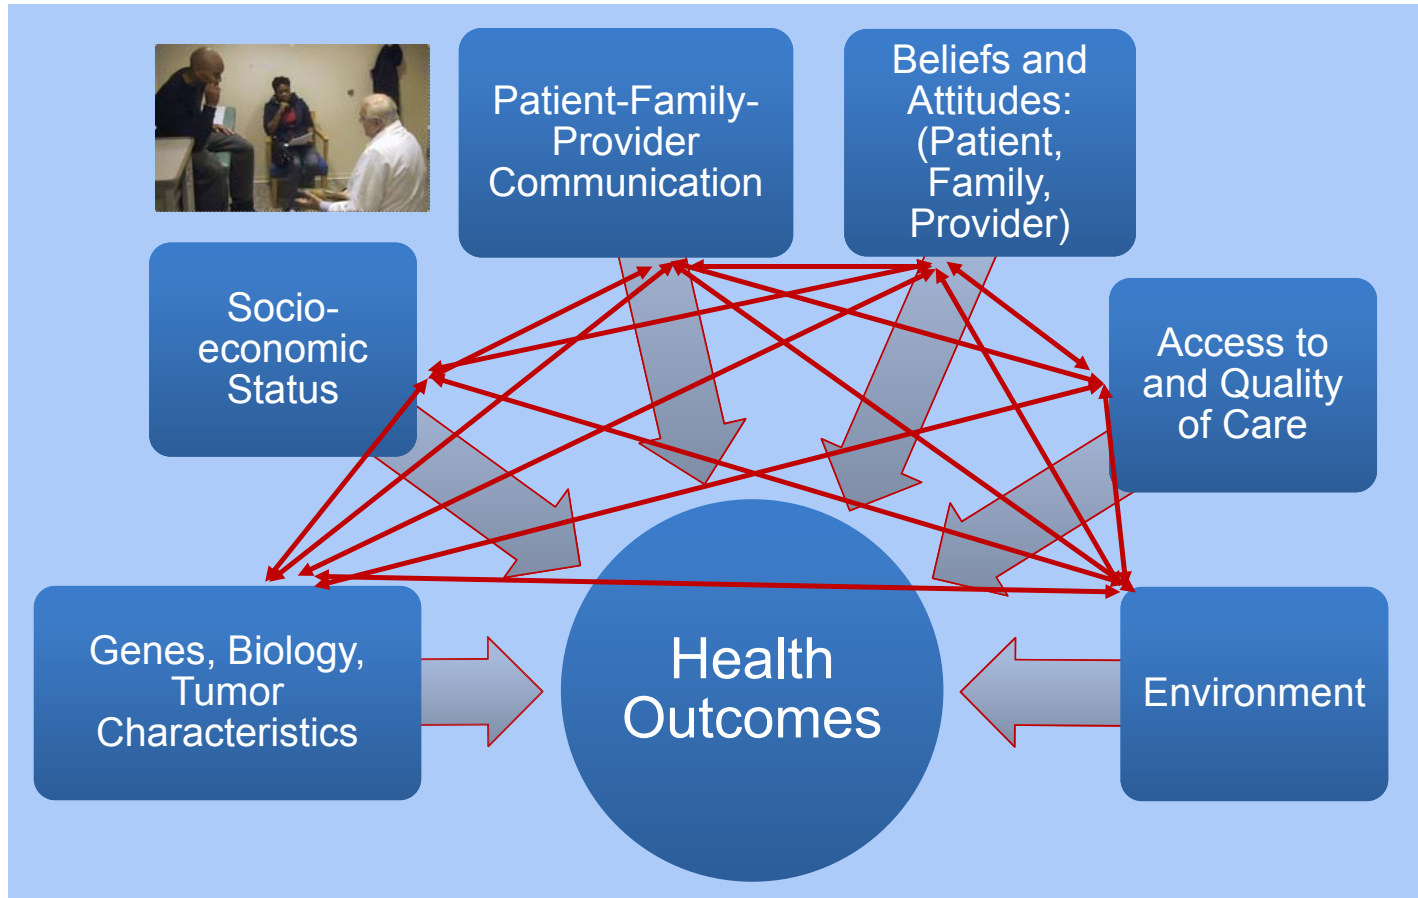 Patient-Family-
Provider
Communication
Beliefs and
Attitudes:
(Patient,
Family,
Provider)
Socio-
economic
Status
Access to
and Quality
of Care
Genes, Biology,
Tumor
Characteristics
Health
Outcomes
Environment